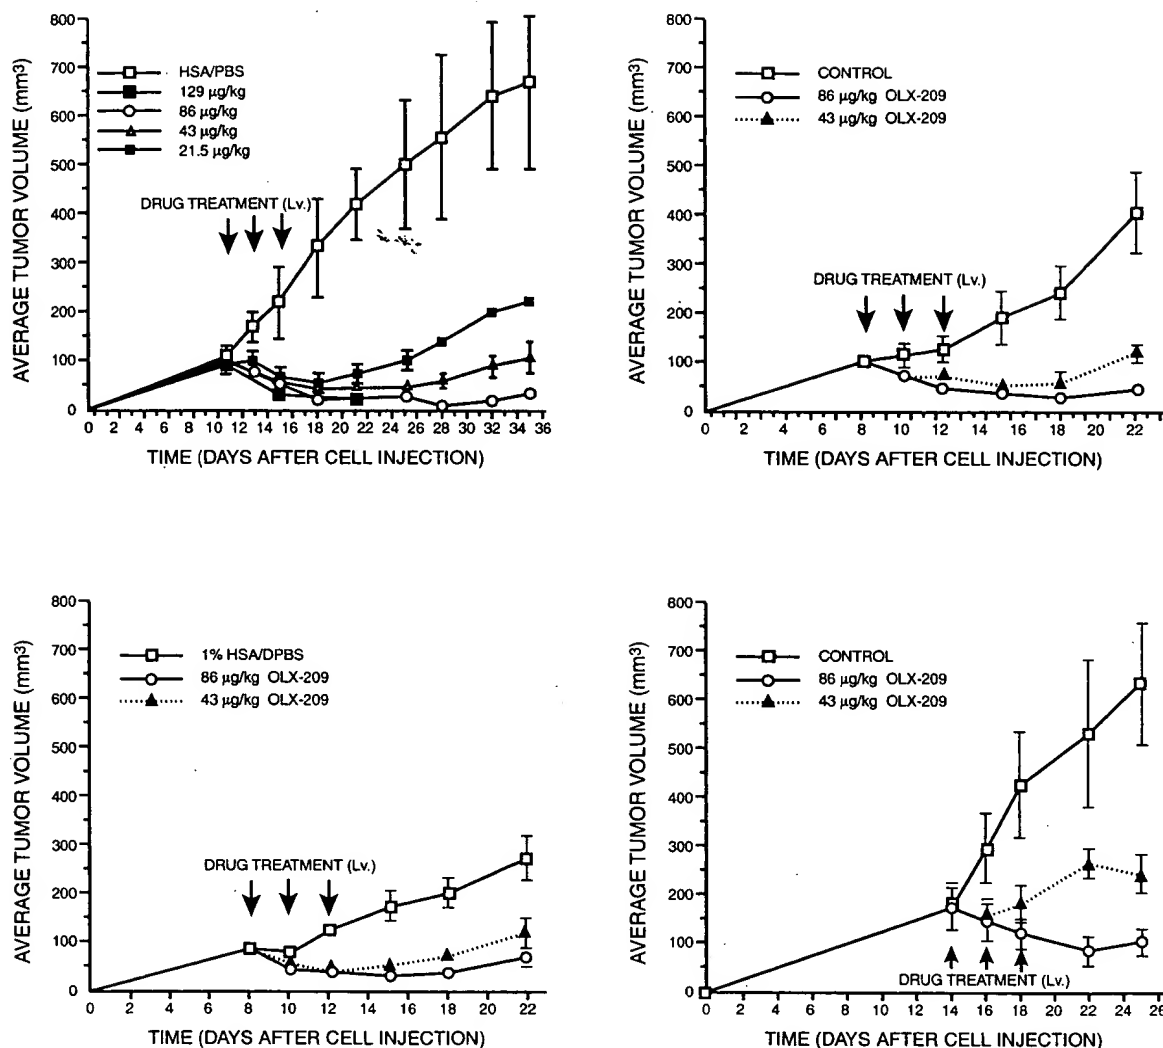 AVERAGE TUMOR VOLUME (mm³)
800
700
600
500
400
300
200
100
0
HSA/PBS
129 µg/kg
86 µg/kg
43 µg/kg
21.5 µg/kg
DRUG TREATMENT (I.v.)
0 2 4 6 8 10 12 14 16 18 20 22 24 26 28 30 32 34 36
TIME (DAYS AFTER CELL INJECTION)
AVERAGE TUMOR VOLUME (mm³)
800
700
600
500
400
300
200
100
0
CONTROL
86 µg/kg OLX-209
43 µg/kg OLX-209
DRUG TREATMENT (I.v.)
0 2 4 6 8 10 12 14 16 18 20 22
TIME (DAYS AFTER CELL INJECTION)
AVERAGE TUMOR VOLUME (mm³)
800
700
600
500
400
300
200
100
0
1% HSA/DPBS
86 µg/kg OLX-209
43 µg/kg OLX-209
DRUG TREATMENT (I.v.)
0 2 4 6 8 10 12 14 16 18 20 22
TIME (DAYS AFTER CELL INJECTION)
AVERAGE TUMOR VOLUME (mm³)
800
700
600
500
400
300
200
100
0
CONTROL
86 µg/kg OLX-209
43 µg/kg OLX-209
DRUG TREATMENT (I.v.)
0 2 4 6 8 10 12 14 16 18 20 22 24 26
TIME (DAYS AFTER CELL INJECTION)